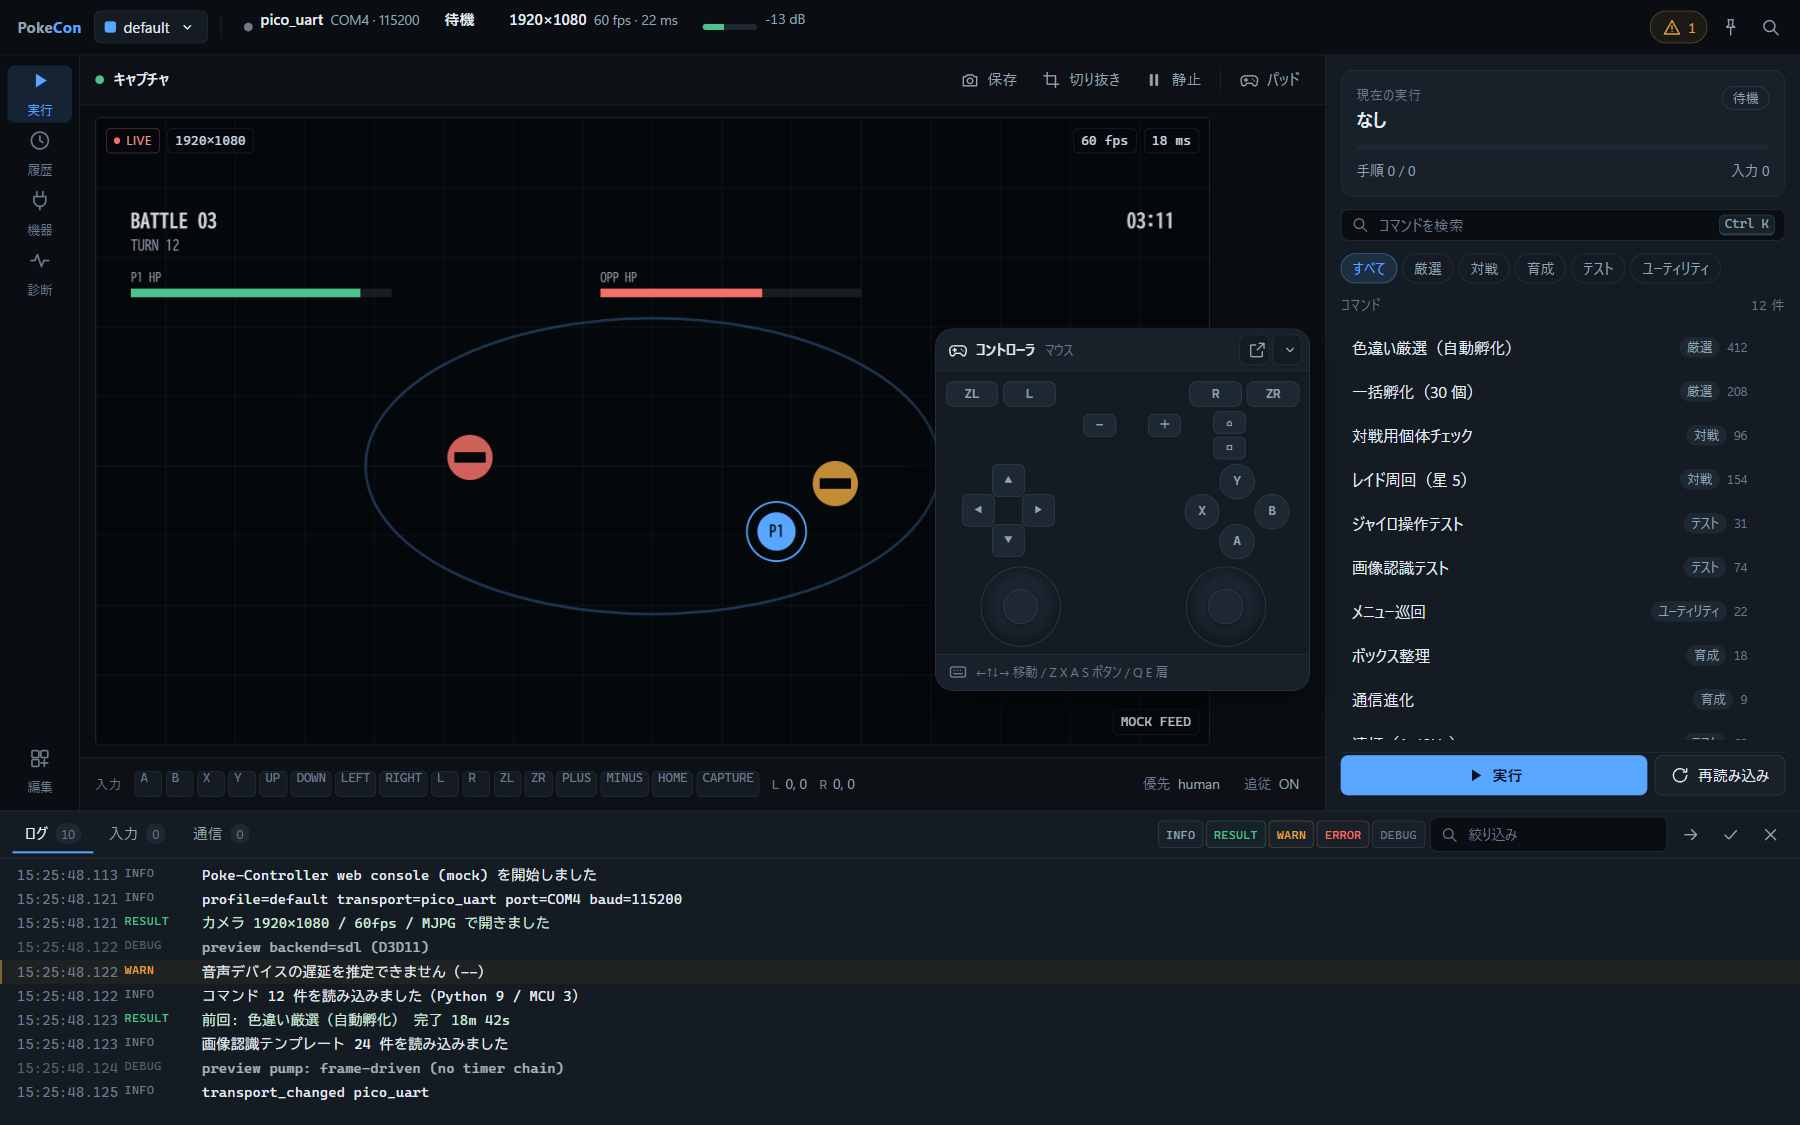 PokeCon
default
pico_uart COM4 · 115200
待機
1920×1080 60 fps · 22 ms
-13 dB
1
実行
履歴
機器
診断
編集
キャプチャ
保存
切り抜き
静止
パッド
LIVE
1920×1080
60 fps
18 ms
BATTLE 03
TURN 12
03:11
P1 HP
OPP HP
P1
MOCK FEED
コントローラ マウス
ZL
L
R
ZR
−
+
Y
X
B
A
←↑↓→ 移動 / Z X A S ボタン / Q E 肩
入力
A
B
X
Y
UP
DOWN
LEFT
RIGHT
L
R
ZL
ZR
PLUS
MINUS
HOME
CAPTURE
L 0, 0
R 0, 0
優先 human
追従 ON
現在の実行
待機
なし
手順 0 / 0
入力 0
コマンドを検索
Ctrl K
すべて
厳選
対戦
育成
テスト
ユーティリティ
コマンド
12 件
色違い厳選（自動孵化） 厳選 412
一括孵化（30 個） 厳選 208
対戦用個体チェック 対戦 96
レイド周回（星 5） 対戦 154
ジャイロ操作テスト テスト 31
画像認識テスト テスト 74
メニュー巡回 ユーティリティ 22
ボックス整理 育成 18
通信進化 育成 9
実行
再読み込み
ログ 10
入力 0
通信 0
INFO
RESULT
WARN
ERROR
DEBUG
絞り込み
15:25:48.113 INFO Poke-Controller web console (mock) を開始しました
15:25:48.121 INFO profile=default transport=pico_uart port=COM4 baud=115200
15:25:48.121 RESULT カメラ 1920×1080 / 60fps / MJPG で開きました
15:25:48.122 DEBUG preview backend=sdl (D3D11)
15:25:48.122 WARN 音声デバイスの遅延を推定できません (--)
15:25:48.122 INFO コマンド 12 件を読み込みました (Python 9 / MCU 3)
15:25:48.123 RESULT 前回: 色違い厳選（自動孵化） 完了 18m 42s
15:25:48.123 INFO 画像認識テンプレート 24 件を読み込みました
15:25:48.124 DEBUG preview pump: frame-driven (no timer chain)
15:25:48.125 INFO transport_changed pico_uart